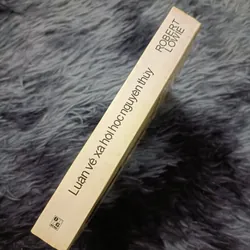 ROBERT
LOWIE
Luận về xã hội học nguyên thủy